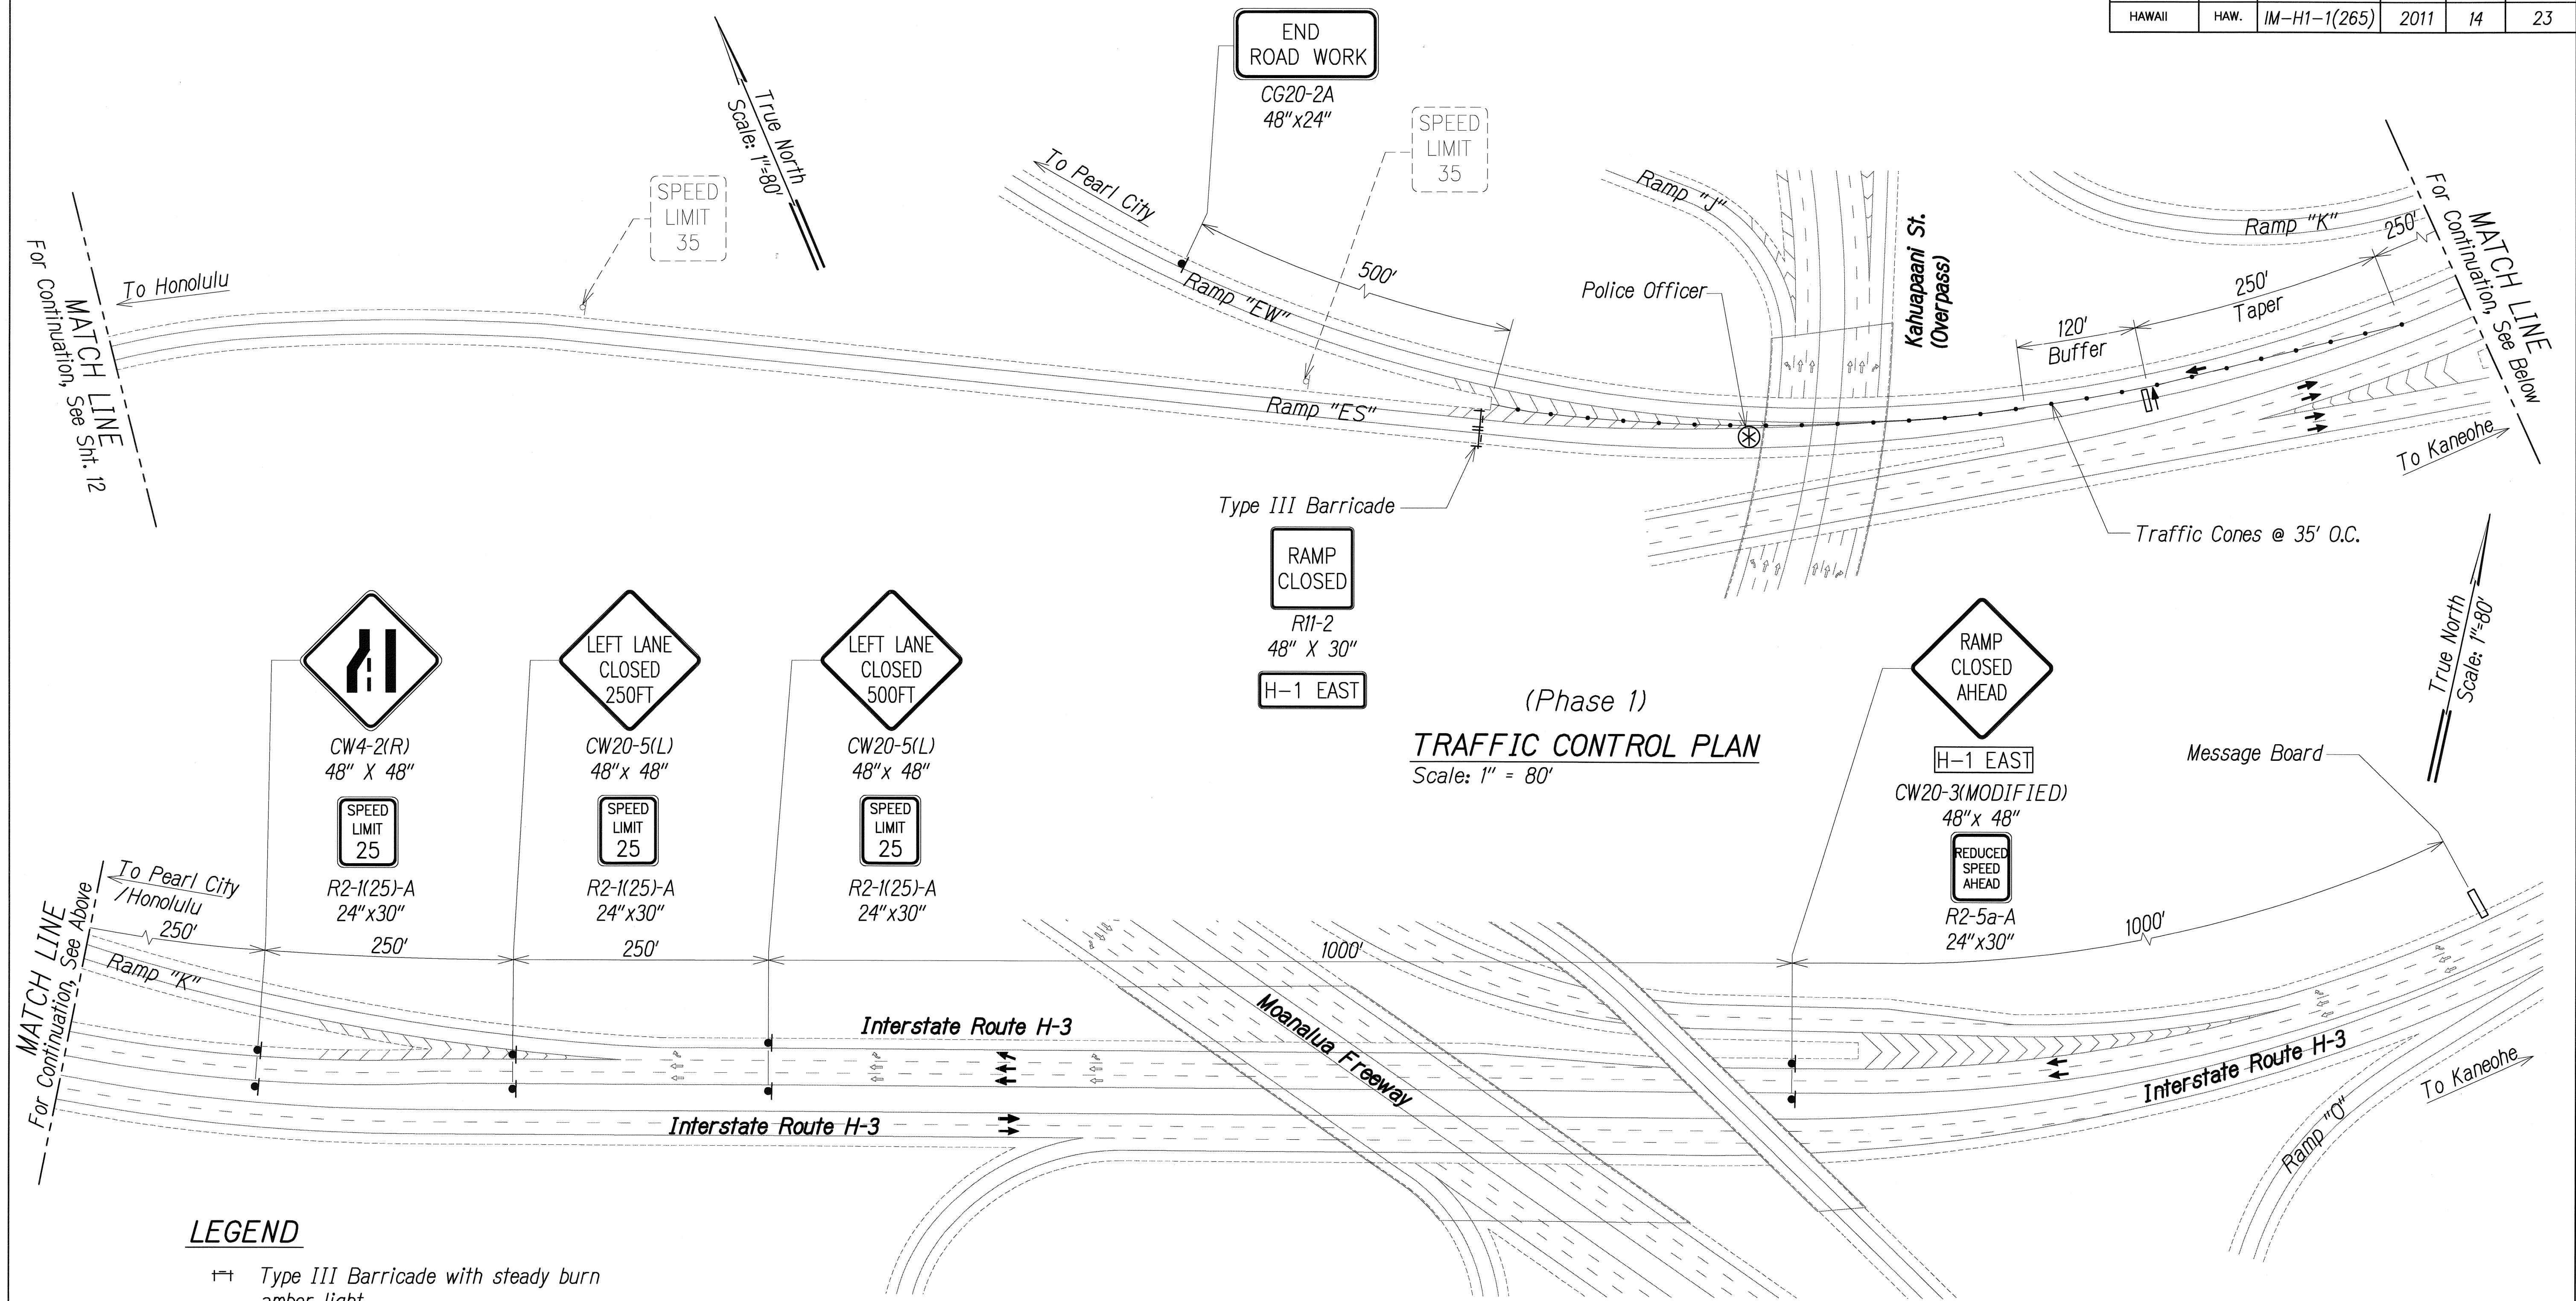 HAWAII HAW. IM-H1-1(265) 2011 14 23
END
ROAD WORK
CG20-2A
48"x24"
True North
Scale: 1"=80'
SPEED
LIMIT
35
SPEED
LIMIT
35
To Pearl City
Ramp "J"
Kahuapaani St.
(Overpass)
Ramp "K"
250'
MATCH LINE
For Continuation, See Below
To Honolulu
MATCH LINE
For Continuation, See Sht. 12
500'
Ramp "EW"
Police Officer
250'
Taper
120'
Buffer
Ramp "ES"
To Kaneohe
Type III Barricade
Traffic Cones @ 35' O.C.
RAMP
CLOSED
R11-2
48" X 30"
H-1 EAST
(Phase 1)
TRAFFIC CONTROL PLAN
Scale: 1" = 80'
CW4-2(R)
48" X 48"
SPEED
LIMIT
25
R2-1(25)-A
24"x30"
LEFT LANE
CLOSED
250FT
CW20-5(L)
48"x 48"
SPEED
LIMIT
25
R2-1(25)-A
24"x30"
LEFT LANE
CLOSED
500FT
CW20-5(L)
48"x 48"
SPEED
LIMIT
25
R2-1(25)-A
24"x30"
RAMP
CLOSED
AHEAD
H-1 EAST
CW20-3(MODIFIED)
48"x 48"
REDUCED
SPEED
AHEAD
R2-5a-A
24"x30"
Message Board
True North
Scale: 1"=80'
To Pearl City
/Honolulu
MATCH LINE
For Continuation, See Above
250'
250'
250'
1000'
1000'
Ramp "K"
Interstate Route H-3
Moanalua Freeway
Interstate Route H-3
Interstate Route H-3
Ramp "O"
To Kaneohe
LEGEND
Type III Barricade with steady burn
amber light